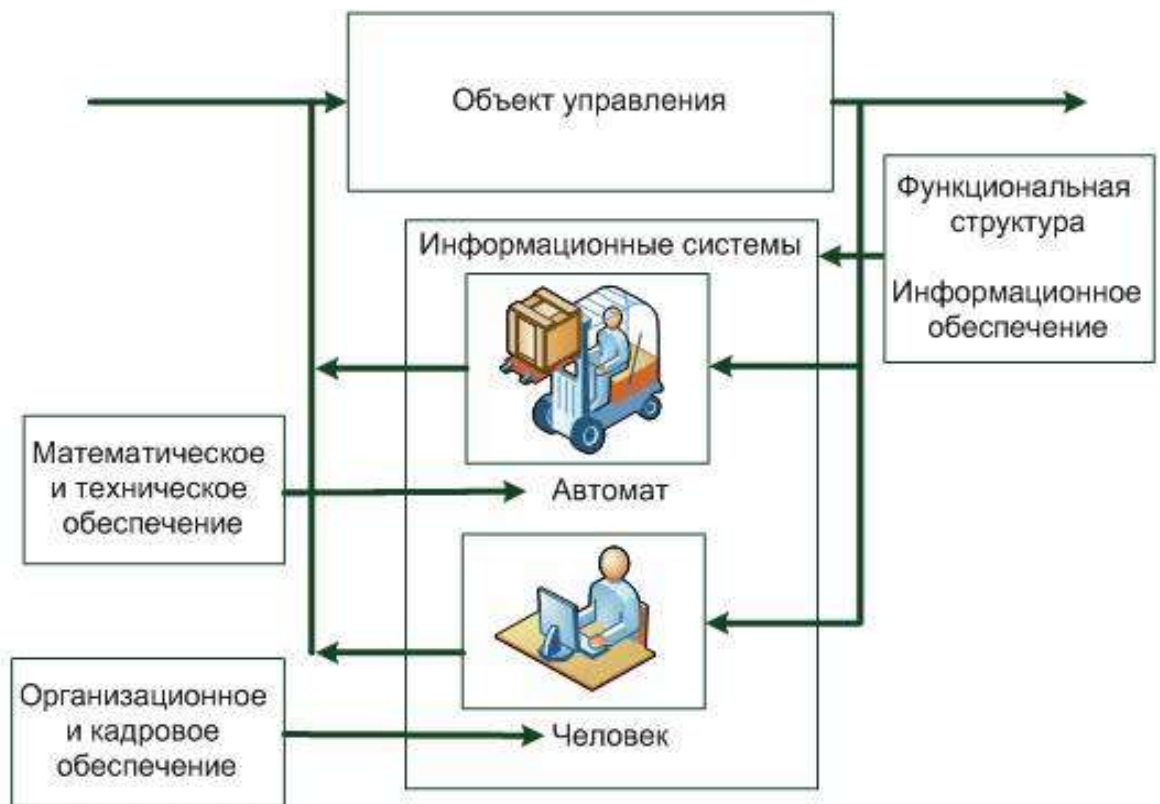 Объект управления
Функциональная
структура
Информационное
обеспечение
Информационные системы
Математическое
и техническое
обеспечение
Автомат
Организационное
и кадровое
обеспечение
Человек